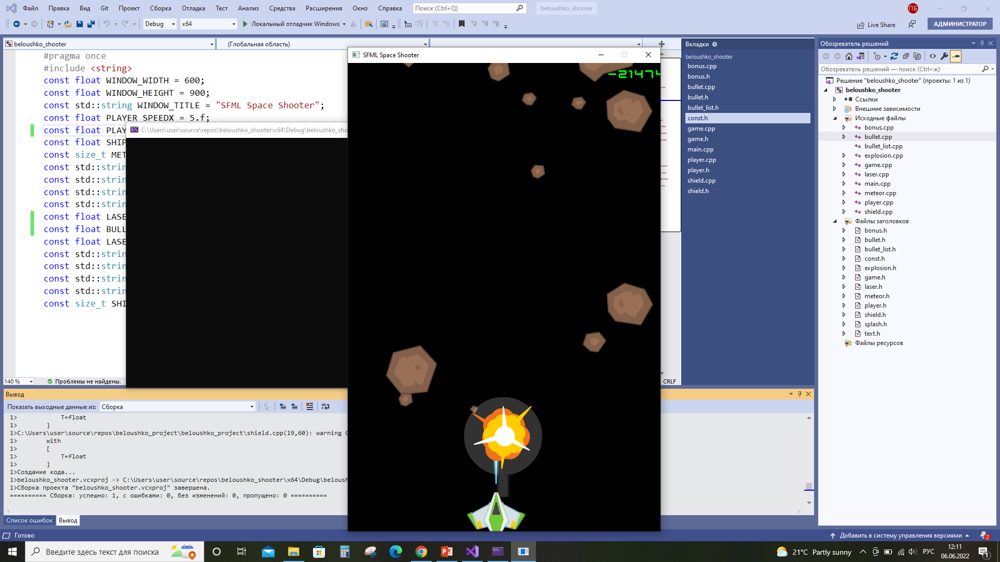 Файл Правка Вид Git Проект Сборка Отладка Тест Анализ Средства Расширения Окно Справка Поиск (Ctrl+Q) beloushko_shooter ПБ
Debug x64 Локальный отладчик Windows Live Share АДМИНИСТРАТОР
beloushko_shooter (Глобальная область)
#pragma once
#include <string>
const float WINDOW_WIDTH = 600;
const float WINDOW_HEIGHT = 900;
const std::string WINDOW_TITLE = "SFML Space Shooter";
const float PLAYER_SPEEDX = 5.f;
const float PLAY
const float SHIP
const size_t MET
const std::strin
const std::strin
const std::strin
const std::strin
const float LASE
const float BULL
const float LASE
const std::strin
const std::strin
const std::strin
const std::strin
const size_t SHI
C:\Users\user\source\repos\beloushko_shooter\x64\Debug\beloushko_sho
SFML Space Shooter
-21474
140 % Проблемы не найдены.
CRLF
Вкладки
beloushko_shooter
bonus.cpp
bonus.h
bullet.cpp
bullet.h
bullet_list.h
const.h
game.cpp
game.h
main.cpp
player.cpp
player.h
shield.cpp
shield.h
Обозреватель решений
Обозреватель решений — поиск (Ctrl+ж)
Решение "beloushko_shooter" (проекты: 1 из 1)
beloushko_shooter
Ссылки
Внешние зависимости
Исходные файлы
bonus.cpp
bullet.cpp
bullet_list.cpp
explosion.cpp
game.cpp
laser.cpp
main.cpp
meteor.cpp
player.cpp
shield.cpp
Файлы заголовков
bonus.h
bullet.h
bullet_list.h
const.h
explosion.h
game.h
laser.h
meteor.h
player.h
shield.h
splash.h
text.h
Файлы ресурсов
Вывод
Показать выходные данные из: Сборка
1> T=float
1> ]
1>C:\Users\user\source\repos\beloushko_project\beloushko_project\shield.cpp(19,60): warning C
1> with
1> [
1> T=float
1> ]
1>Создание кода...
1>beloushko_shooter.vcxproj -> C:\Users\user\source\repos\beloushko_shooter\x64\Debug\beloush
1>Сборка проекта "beloushko_shooter.vcxproj" завершена.
========== Сборка: успешно: 1, с ошибками: 0, без изменений: 0, пропущено: 0 ==========
Список ошибок Вывод
Готово Добавить в систему управления версиями 2
Введите здесь текст для поиска 21°C Partly sunny РУС 12:11
06.06.2022 1